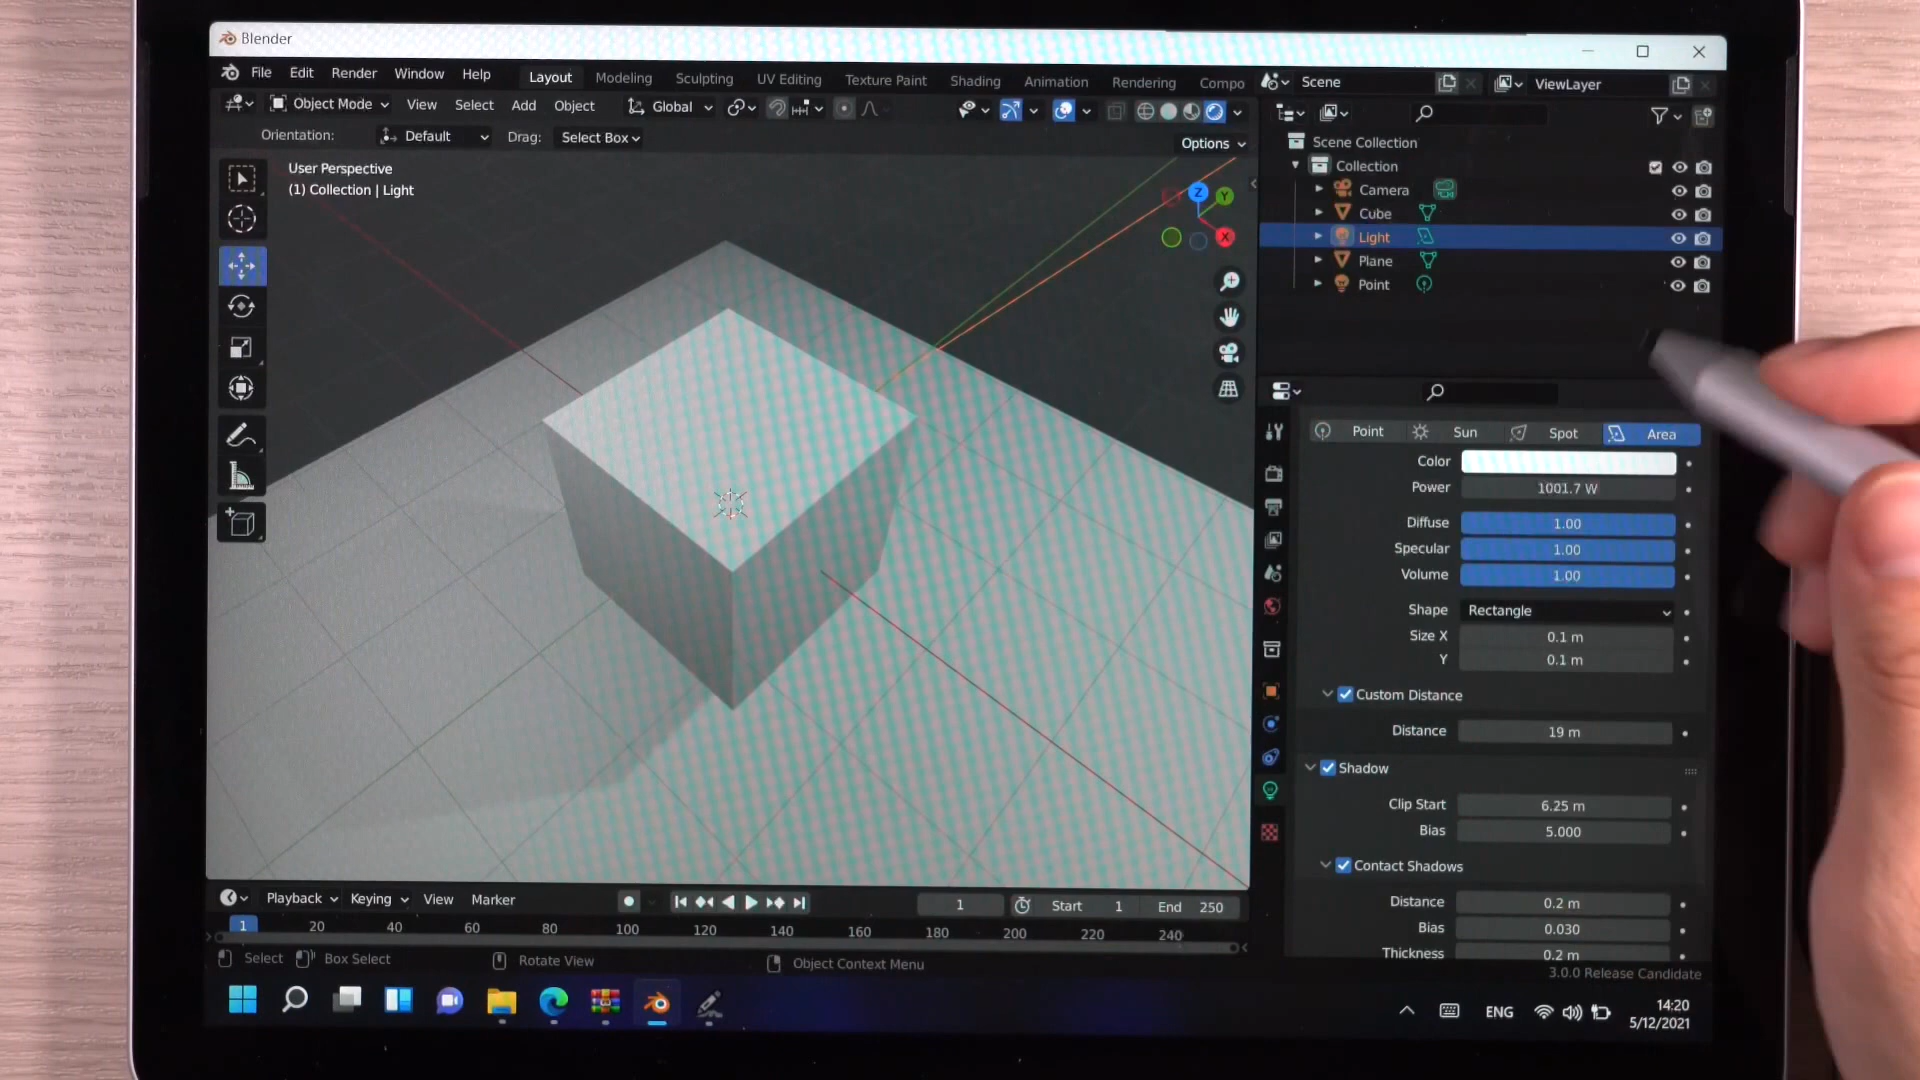 Blender
File Edit Render Window Help Layout Modeling Sculpting UV Editing Texture Paint Shading Animation Rendering Compo Scene ViewLayer
Object Mode View Select Add Object Global
Orientation: Default Drag: Select Box Options
User Perspective
(1) Collection | Light
Z
Y
X
Scene Collection
Collection
Camera
Cube
Light
Plane
Point
Point Sun Spot Area
Color
Power 1001.7 W
Diffuse 1.00
Specular 1.00
Volume 1.00
Shape Rectangle
Size X 0.1 m
Y 0.1 m
Custom Distance
Distance 19 m
Shadow
Clip Start 6.25 m
Bias 5.000
Contact Shadows
Distance 0.2 m
Bias 0.030
Thickness 0.2 m
Playback Keying View Marker 1 Start 1 End 250
1 20 40 60 80 100 120 140 160 180 200 220 240
Select Box Select Rotate View Object Context Menu
3.0.0 Release Candidate
ENG 14:20
5/12/2021